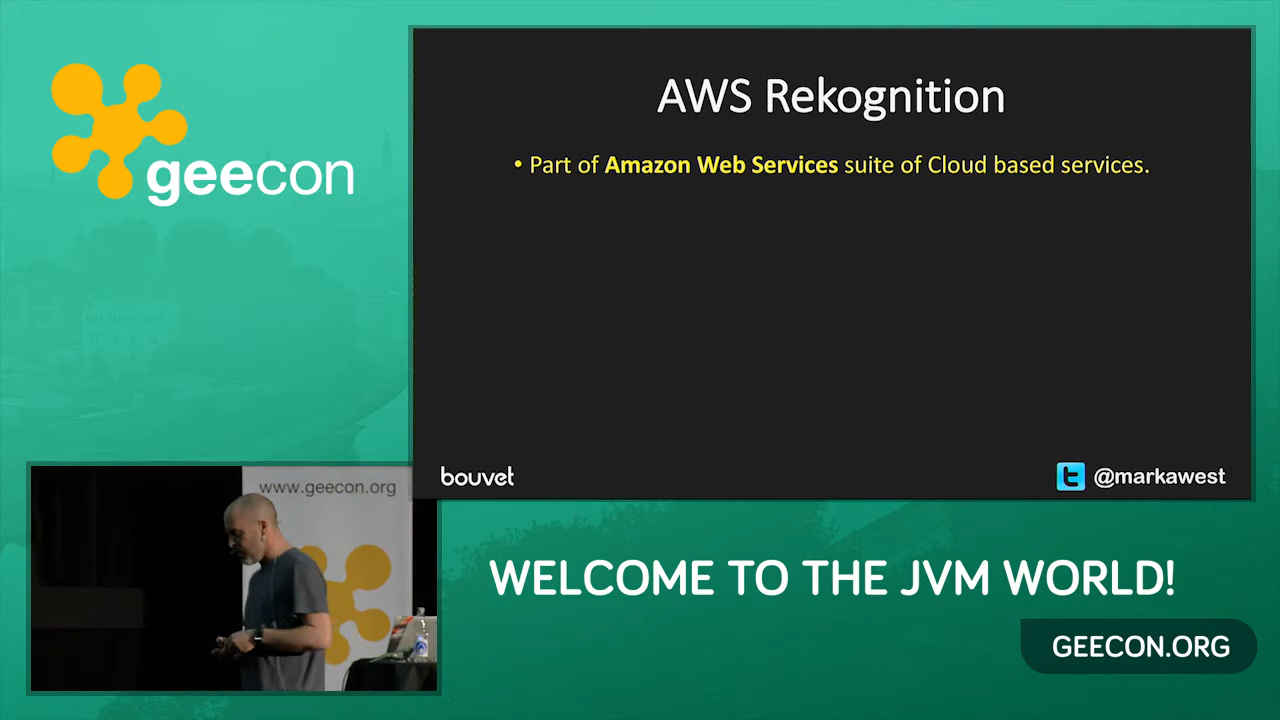 geecon
AWS Rekognition
• Part of Amazon Web Services suite of Cloud based services.
bouvet
@markawest
www.geecon.org
WELCOME TO THE JVM WORLD!
GEECON.ORG